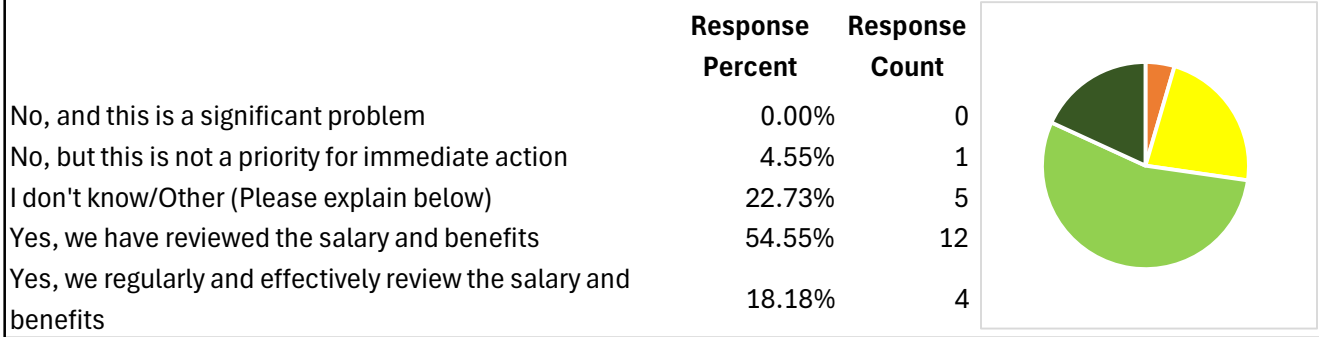 Response Response
Percent Count
No, and this is a significant problem 0.00% 0
No, but this is not a priority for immediate action 4.55% 1
I don't know/Other (Please explain below) 22.73% 5
Yes, we have reviewed the salary and benefits 54.55% 12
Yes, we regularly and effectively review the salary and
benefits 18.18% 4